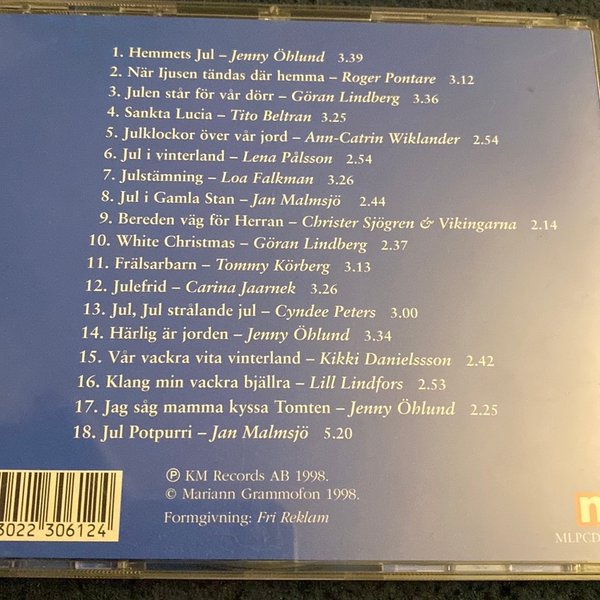 1. Hemmets Jul – Jenny Öhlund 3.39
2. När ljusen tändas där hemma – Roger Pontare 3.12
3. Julen står för vår dörr – Göran Lindberg 3.36
4. Sankta Lucia – Tito Beltran 3.25
5. Julklockor över vår jord – Ann-Catrin Wiklander 2.54
6. Jul i vinterland – Lena Pålsson 2.54
7. Julstämning – Loa Falkman 3.26
8. Jul i Gamla Stan – Jan Malmsjö 2.44
9. Bereden väg för Herran – Christer Sjögren & Vikingarna 2.14
10. White Christmas – Göran Lindberg 2.37
11. Frälsarbarn – Tommy Körberg 3.13
12. Julefrid – Carina Jaarnek 3.26
13. Jul, Jul strålande jul – Cyndee Peters 3.00
14. Härlig är jorden – Jenny Öhlund 3.34
15. Vår vackra vita vinterland – Kikki Danielssson 2.42
16. Klang min vackra bjällra – Lill Lindfors 2.53
17. Jag såg mamma kyssa Tomten – Jenny Öhlund 2.25
18. Jul Potpurri – Jan Malmsjö 5.20
℗ KM Records AB 1998.
© Mariann Grammofon 1998.
Formgivning: Fri Reklam
3022 306124
MLPCD